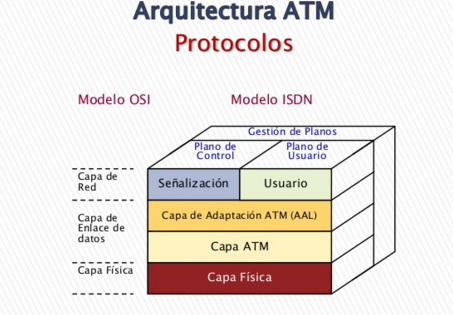 Arquitectura ATM
Protocolos
Modelo OSI
Modelo ISDN
Gestión de Planos
Plano de
Control
Plano de
Usuario
Capa de
Red
Señalización
Usuario
Capa de
Enlace de
datos
Capa de Adaptación ATM (AAL)
Capa ATM
Capa Física
Capa Física